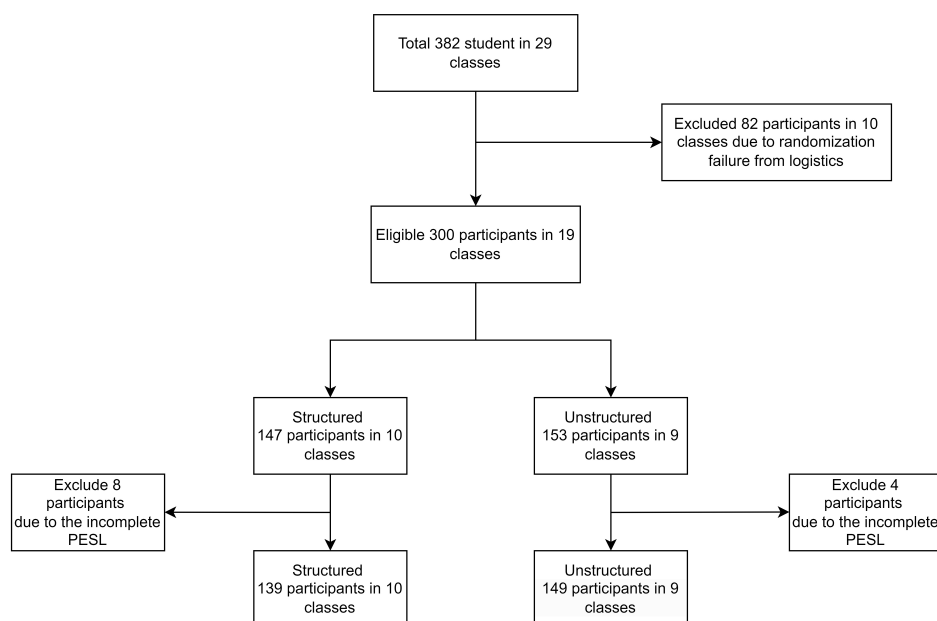 Total 382 student in 29
classes
Excluded 82 participants in 10
classes due to randomization
failure from logistics
Eligible 300 participants in 19
classes
Structured
147 participants in 10
classes
Unstructured
153 participants in 9
classes
Exclude 8
participants
due to the incomplete
PESL
Exclude 4
participants
due to the incomplete
PESL
Structured
139 participants in 10
classes
Unstructured
149 participants in 9
classes